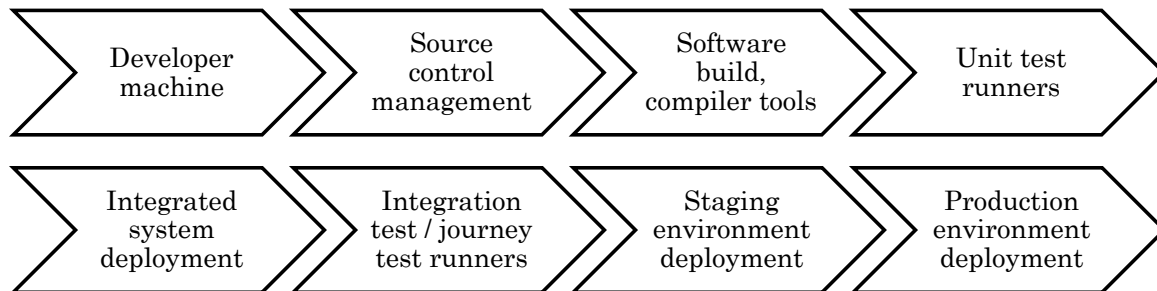 Developer
machine
Source
control
management
Software
build,
compiler tools
Unit test
runners
Integrated
system
deployment
Integration
test / journey
test runners
Staging
environment
deployment
Production
environment
deployment